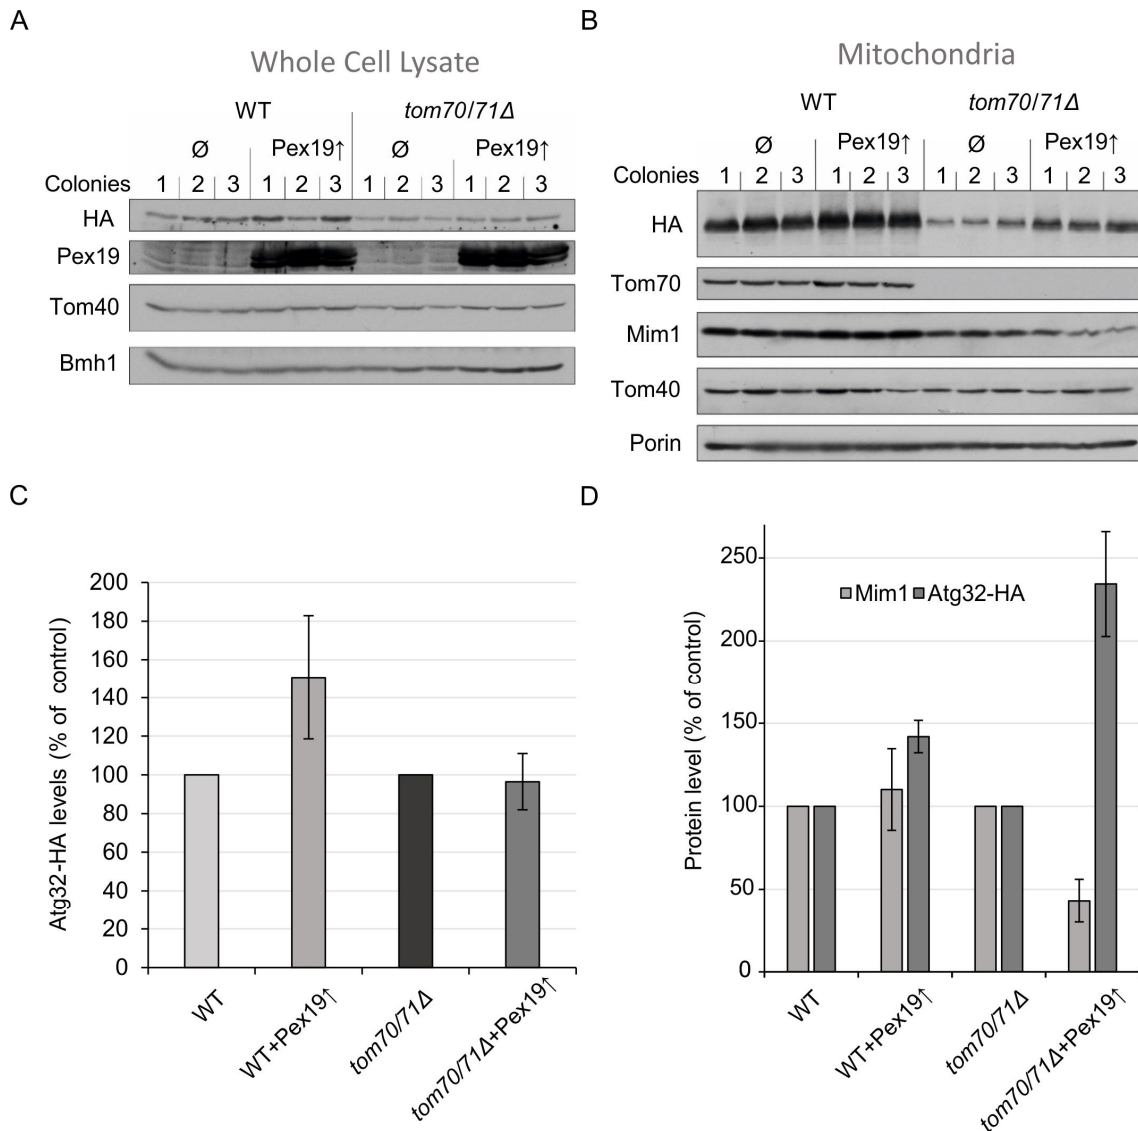 A
Whole Cell Lysate
WT tom70/71Δ
Ø Pex19↑ Ø Pex19↑
Colonies 1 2 3 1 2 3 1 2 3 1 2 3
HA
Pex19
Tom40
Bmh1
B
Mitochondria
WT tom70/71Δ
Ø Pex19↑ Ø Pex19↑
Colonies 1 2 3 1 2 3 1 2 3 1 2 3
HA
Tom70
Mim1
Tom40
Porin
C
Atg32-HA levels (% of control)
200
180
160
140
120
100
80
60
40
20
0
WT
WT+Pex19↑
tom70/71Δ
tom70/71Δ+Pex19↑
D
Protein level (% of control)
Mim1 Atg32-HA
250
200
150
100
50
0
WT
WT+Pex19↑
tom70/71Δ
tom70/71Δ+Pex19↑